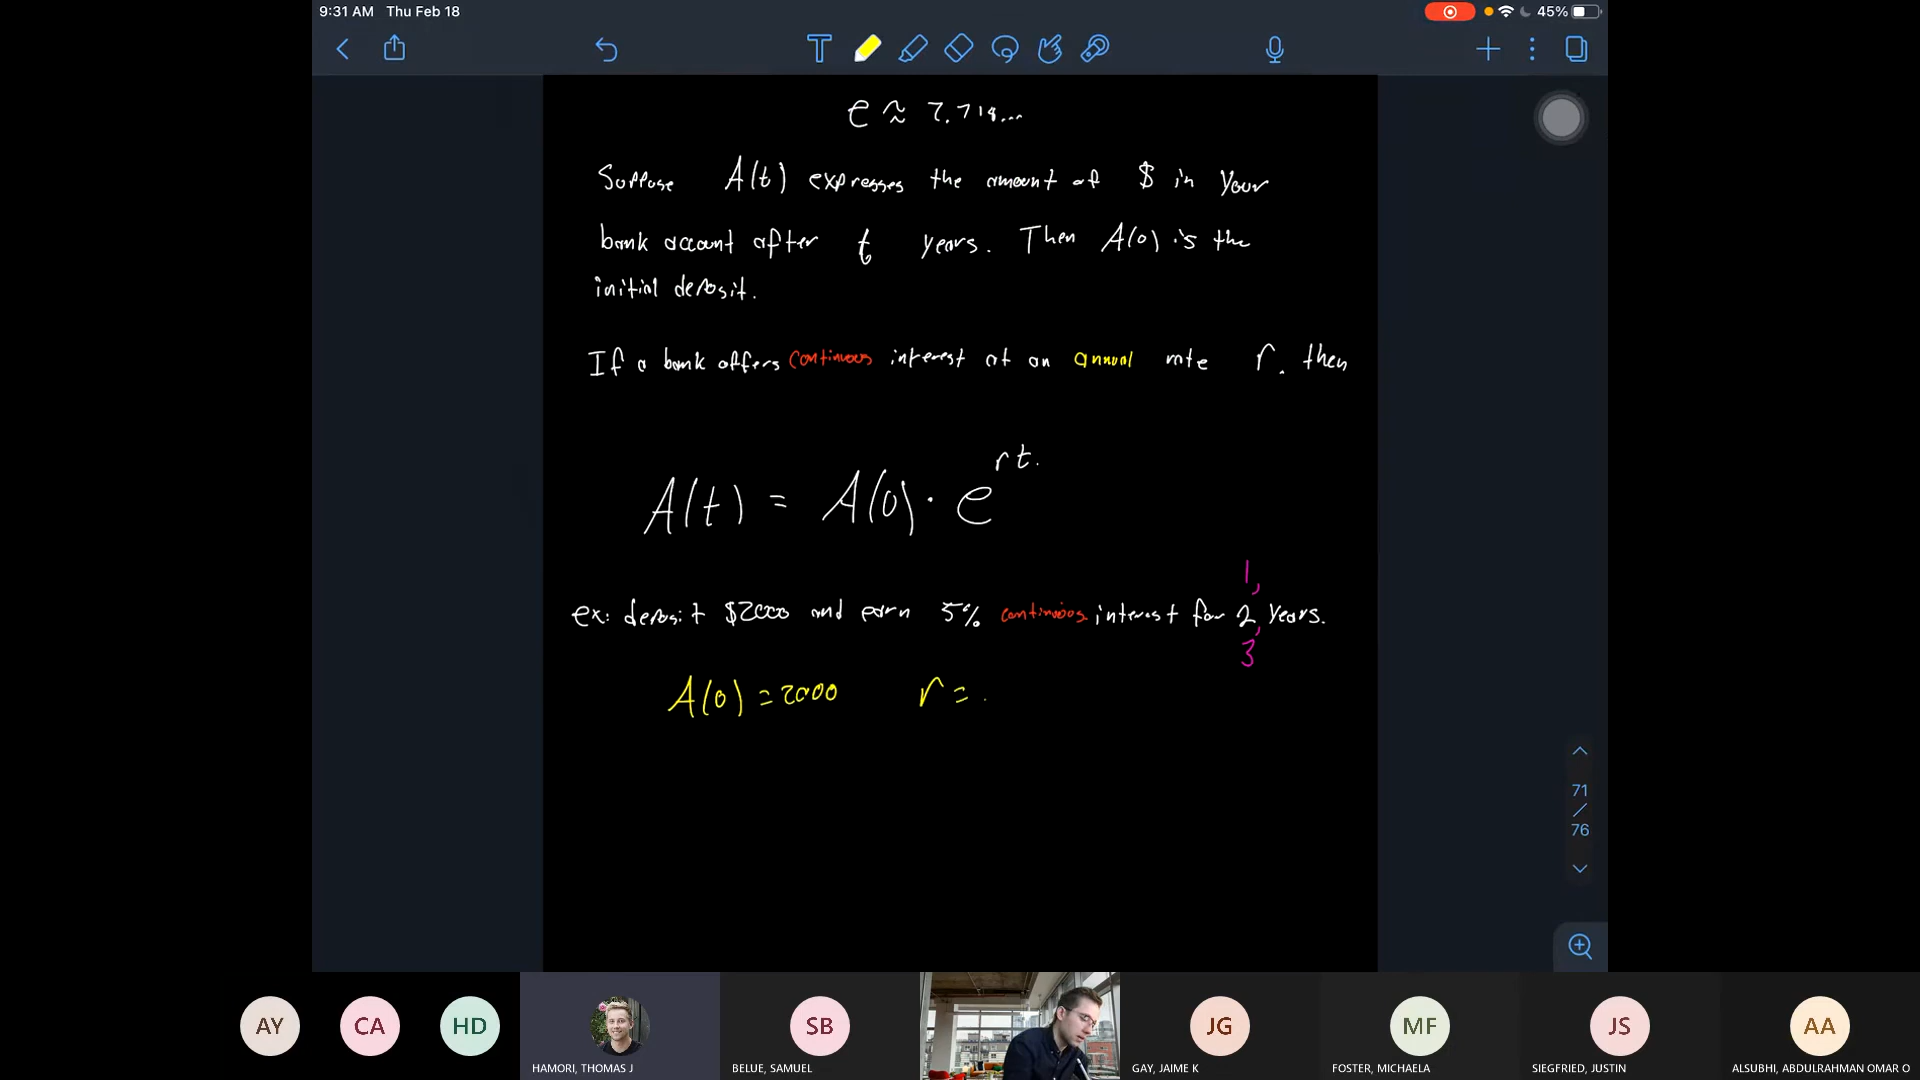 9:31 AM Thu Feb 18
45%
e ≈ 2.718...
Suppose A(t) expresses the amount of $ in your
bank account after t years. Then A(0) is the
initial deposit.
If a bank offers continuous interest at an annual rate r, then
A(t) = A(0) · e^{rt}.
1,
ex: deposit $2000 and earn 5% continuous interest for 2, years.
3
A(0) = 2000 r = .
71
/
76
AY
CA
HD
HAMORI, THOMAS J
SB
BELUE, SAMUEL
JG
GAY, JAIME K
MF
FOSTER, MICHAELA
JS
SIEGFRIED, JUSTIN
AA
ALSUBHI, ABDULRAHMAN OMAR O